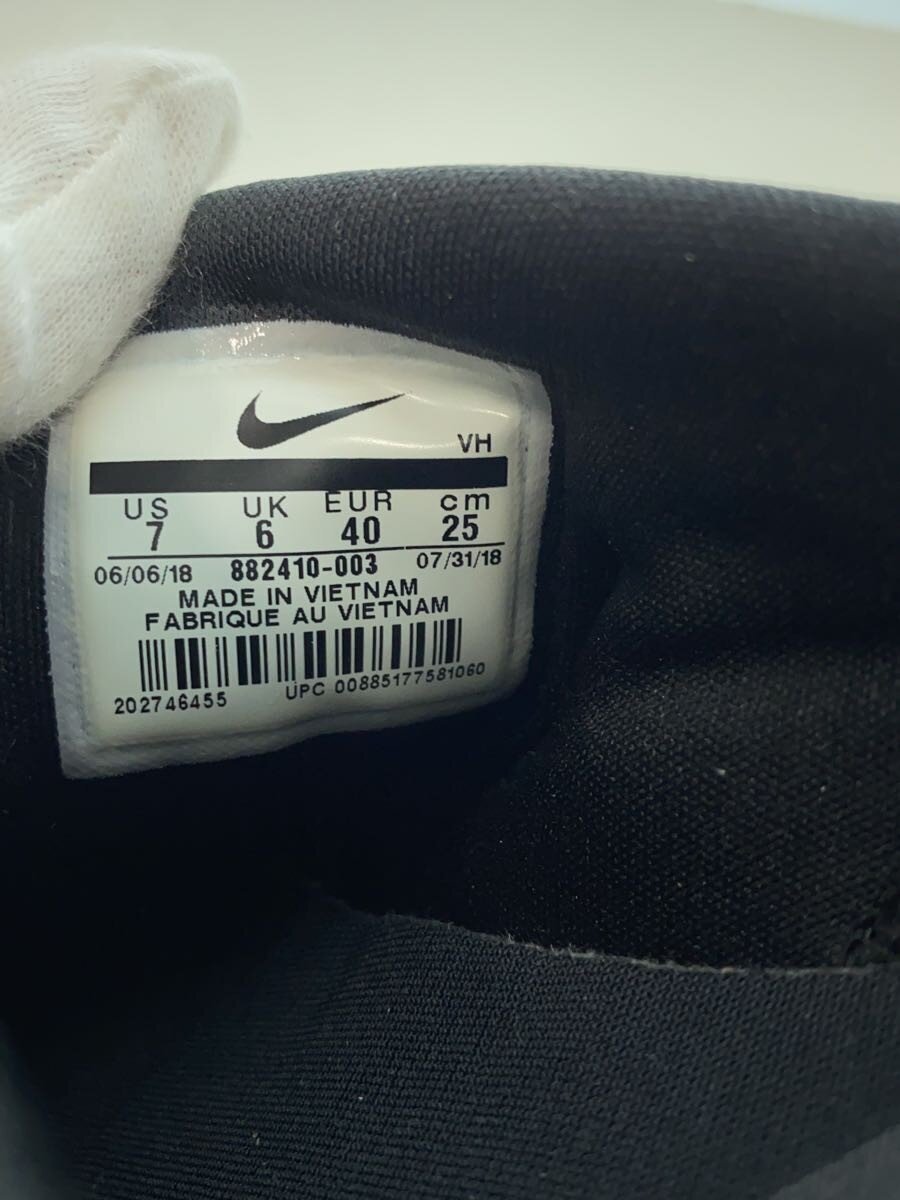 VH
US UK EUR cm
7 6 40 25
06/06/18 882410-003 07/31/18
MADE IN VIETNAM
FABRIQUE AU VIETNAM
202746455 UPC 00885177581060